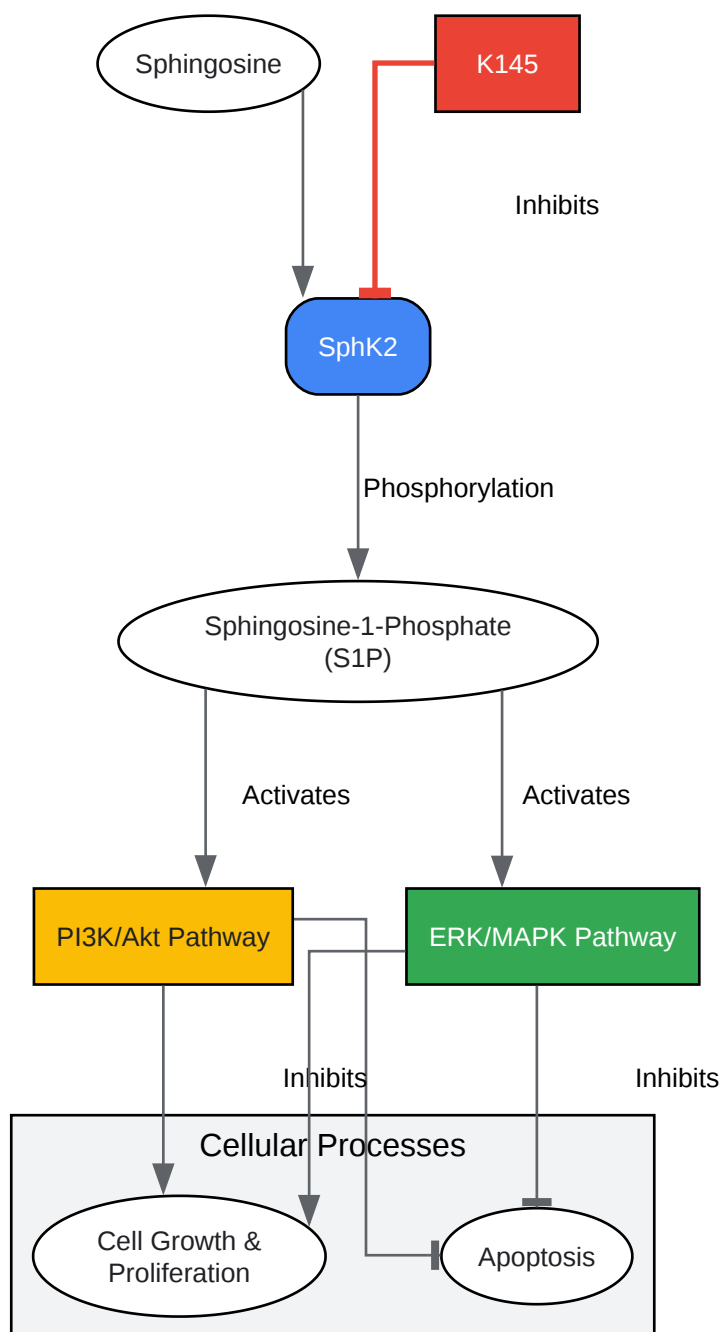 Sphingosine
K145
Inhibits
SphK2
Phosphorylation
Sphingosine-1-Phosphate
(S1P)
Activates
Activates
PI3K/Akt Pathway
ERK/MAPK Pathway
Inhibits
Inhibits
Cellular Processes
Cell Growth &
Proliferation
Apoptosis